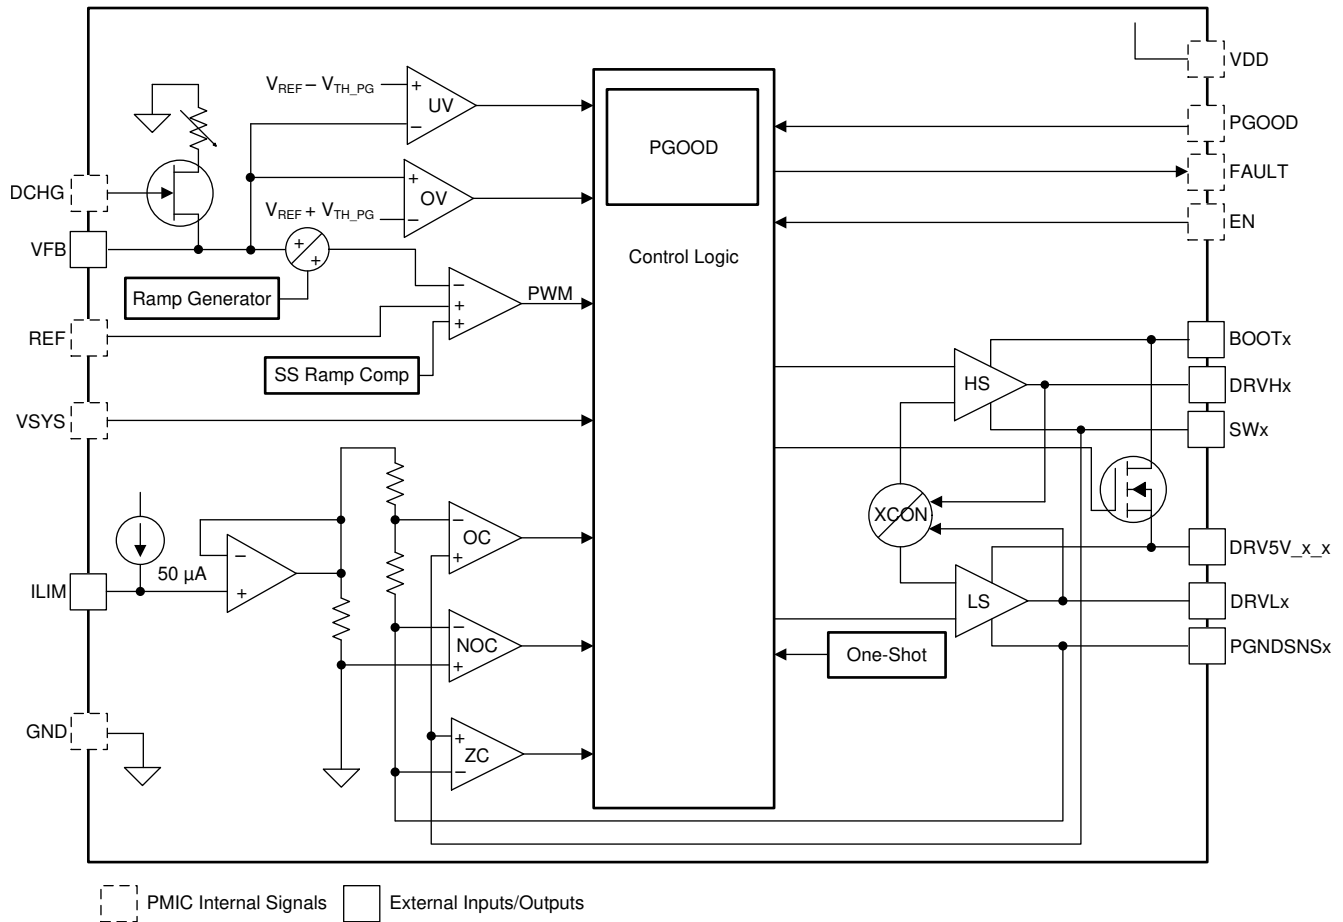 VDD
V_REF – V_TH_PG
+
UV
–
PGOOD
PGOOD
FAULT
DCHG
+
OV
V_REF + V_TH_PG
–
EN
VFB
+
+
Control Logic
Ramp Generator
–
+
+
PWM
REF
SS Ramp Comp
BOOTx
HS
DRVHx
VSYS
SWx
XCON
–
OC
+
DRV5V_x_x
50 µA
–
+
ILIM
LS
DRVLx
–
NOC
+
One-Shot
PGNDSNSx
GND
+
ZC
–
PMIC Internal Signals
External Inputs/Outputs